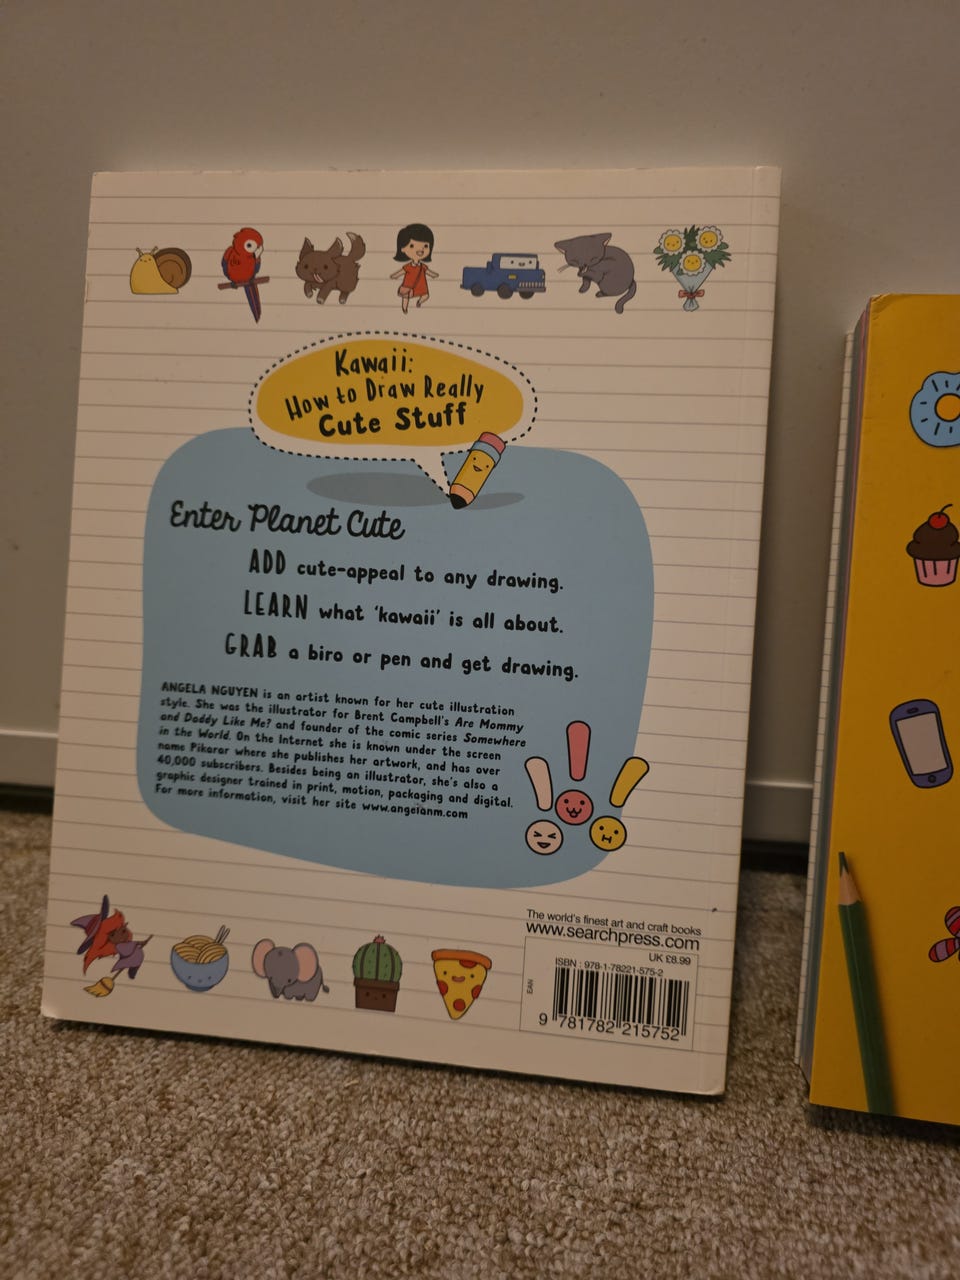 Kawaii:
How to Draw Really
Cute Stuff
Enter Planet Cute
ADD cute-appeal to any drawing.
LEARN what ‘kawaii’ is all about.
GRAB a biro or pen and get drawing.
ANGELA NGUYEN is an artist known for her cute illustration
style. She was the illustrator for Brent Campbell's Are Mommy
and Daddy Like Me? and founder of the comic series Somewhere
in the World. On the Internet she is known under the screen
name Pikarar where she publishes her artwork, and has over
40,000 subscribers. Besides being an illustrator, she's also a
graphic designer trained in print, motion, packaging and digital.
For more information, visit her site www.angelanm.com
The world's finest art and craft books
www.searchpress.com
UK £8.99
ISBN : 978-1-78221-575-2
EAN
9 781782 215752